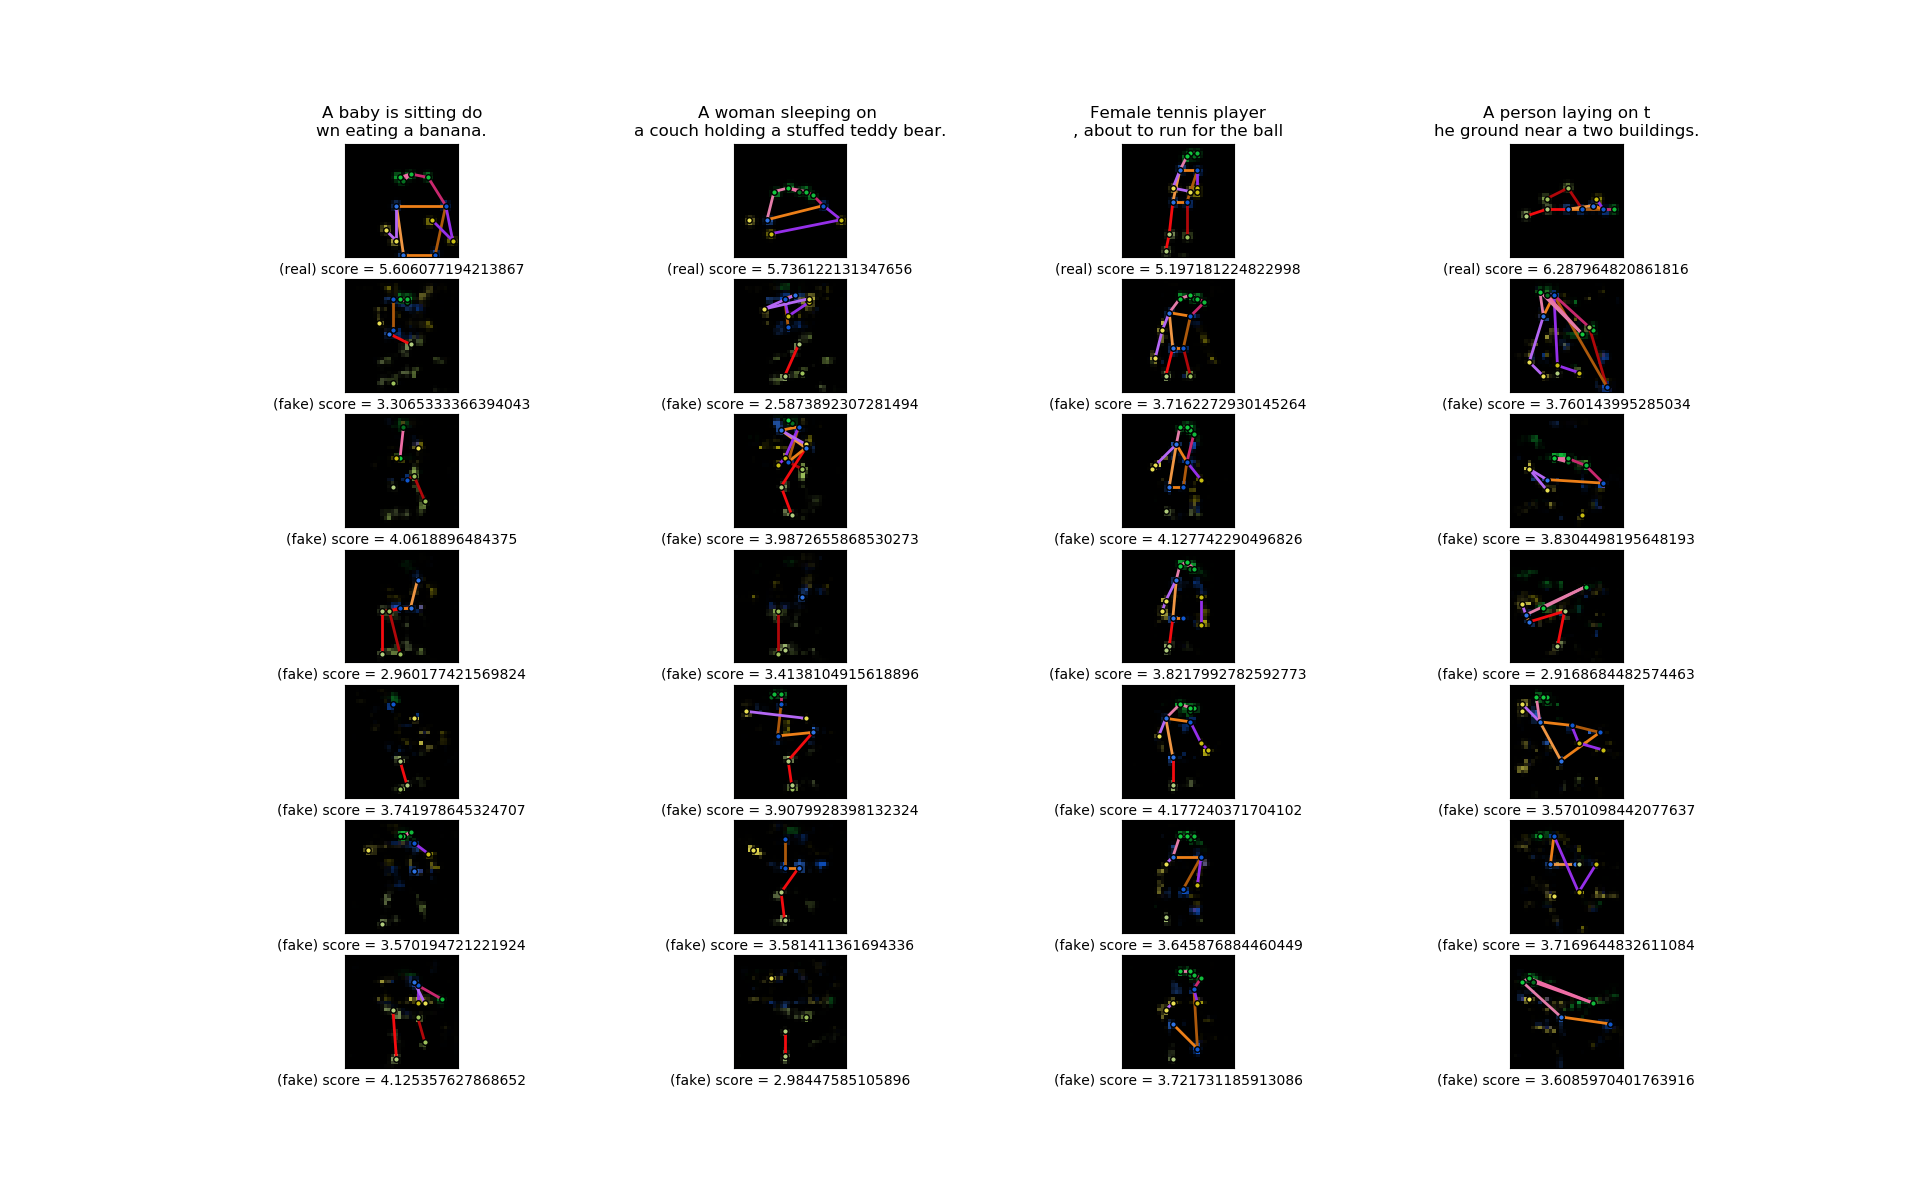 A baby is sitting do
wn eating a banana.
A woman sleeping on
a couch holding a stuffed teddy bear.
Female tennis player
, about to run for the ball
A person laying on t
he ground near a two buildings.
(real) score = 5.606077194213867
(real) score = 5.736122131347656
(real) score = 5.197181224822998
(real) score = 6.287964820861816
(fake) score = 3.3065333366394043
(fake) score = 2.5873892307281494
(fake) score = 3.7162272930145264
(fake) score = 3.760143995285034
(fake) score = 4.0618896484375
(fake) score = 3.9872655868530273
(fake) score = 4.127742290496826
(fake) score = 3.8304498195648193
(fake) score = 2.960177421569824
(fake) score = 3.4138104915618896
(fake) score = 3.8217992782592773
(fake) score = 2.9168684482574463
(fake) score = 3.741978645324707
(fake) score = 3.9079928398132324
(fake) score = 4.177240371704102
(fake) score = 3.5701098442077637
(fake) score = 3.570194721221924
(fake) score = 3.581411361694336
(fake) score = 3.645876884460449
(fake) score = 3.7169644832611084
(fake) score = 4.125357627868652
(fake) score = 2.98447585105896
(fake) score = 3.721731185913086
(fake) score = 3.6085970401763916